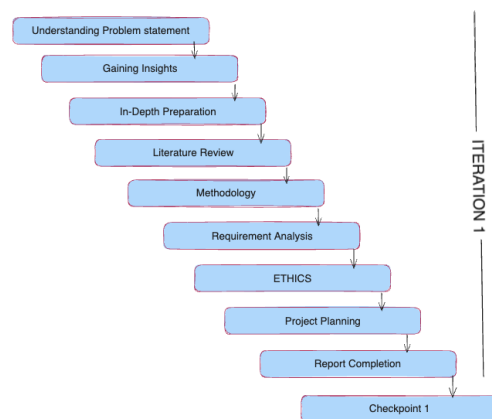 Understanding Problem statement
Gaining Insights
In-Depth Preparation
Literature Review
Methodology
Requirement Analysis
ETHICS
Project Planning
Report Completion
Checkpoint 1
ITERATION 1